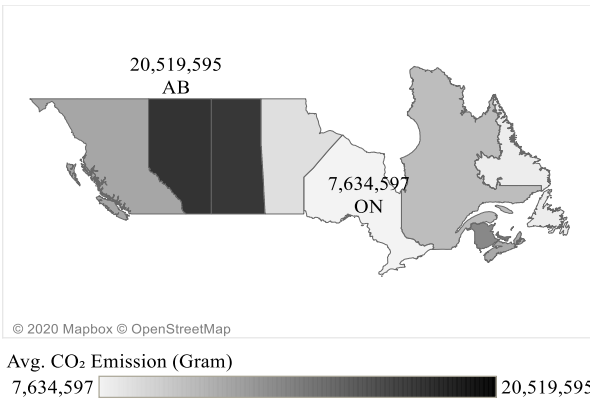 20,519,595
AB
7,634,597
ON
© 2020 Mapbox © OpenStreetMap
Avg. CO₂ Emission (Gram)
7,634,597 20,519,595